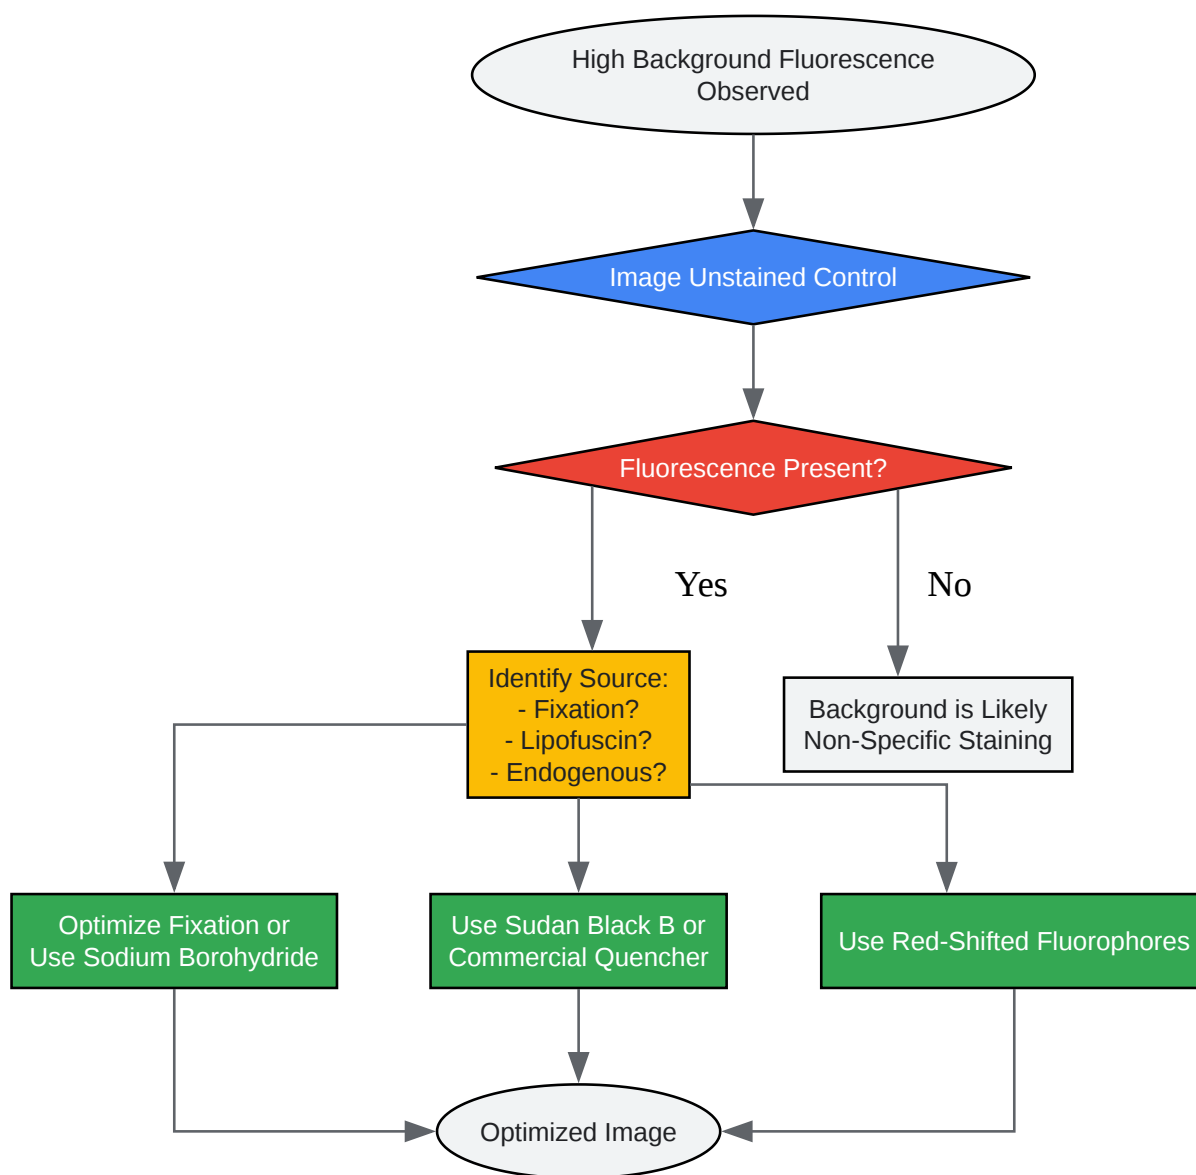 High Background Fluorescence
Observed
Image Unstained Control
Fluorescence Present?
Yes
No
Identify Source:
- Fixation?
- Lipofuscin?
- Endogenous?
Background is Likely
Non-Specific Staining
Optimize Fixation or
Use Sodium Borohydride
Use Sudan Black B or
Commercial Quencher
Use Red-Shifted Fluorophores
Optimized Image